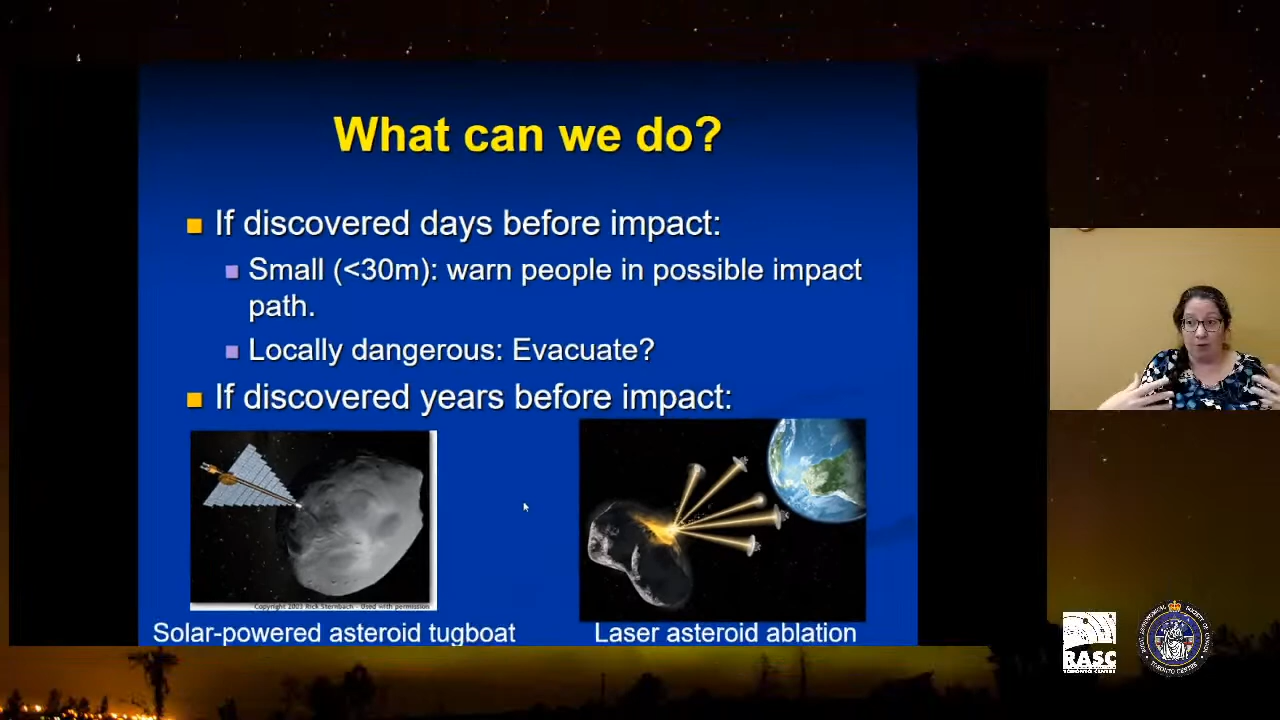 What can we do?
If discovered days before impact:
Small (<30m): warn people in possible impact
path.
Locally dangerous: Evacuate?
If discovered years before impact:
Copyright 2003 Rick Sternbach - Used with permission
Solar-powered asteroid tugboat
Laser asteroid ablation
RASC
TORONTO CENTRE